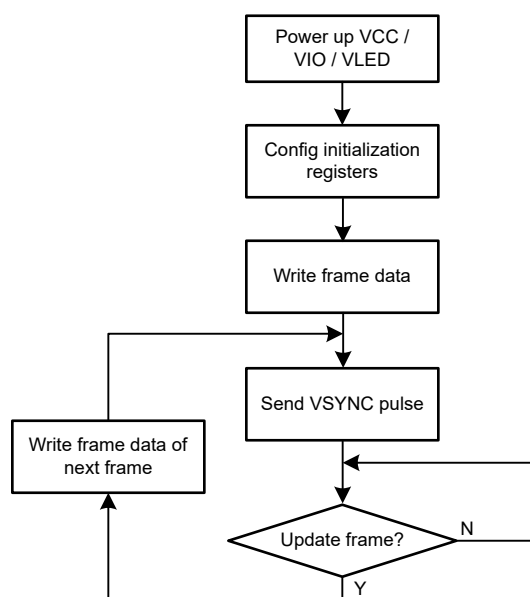 Power up VCC /
VIO / VLED
Config initialization
registers
Write frame data
Send VSYNC pulse
Write frame data of
next frame
Update frame?
N
Y